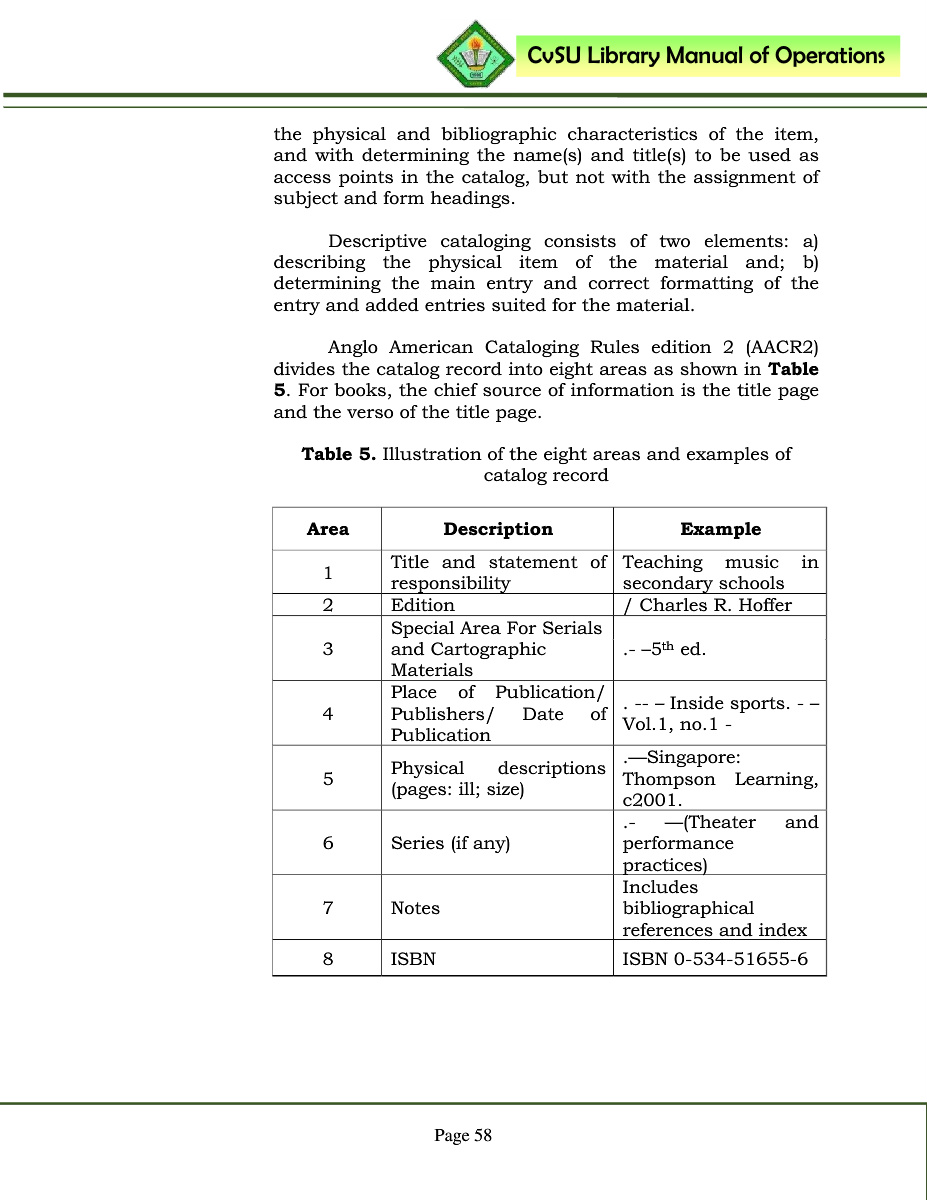 CvSU Library Manual of Operations
the physical and bibliographic characteristics of the item,
and with determining the name(s) and title(s) to be used as
access points in the catalog, but not with the assignment of
subject and form headings.
Descriptive cataloging consists of two elements: a)
describing the physical item of the material and; b)
determining the main entry and correct formatting of the
entry and added entries suited for the material.
Anglo American Cataloging Rules edition 2 (AACR2)
divides the catalog record into eight areas as shown in Table
5. For books, the chief source of information is the title page
and the verso of the title page.
Table 5. Illustration of the eight areas and examples of
catalog record
Area Description Example
1 Title and statement of
responsibility
Teaching music in
secondary schools
2 Edition / Charles R. Hoffer
3 Special Area For Serials
and Cartographic
Materials
.- –5th ed.
4 Place of Publication/
Publishers/ Date of
Publication
. -- – Inside sports. - –
Vol.1, no.1 -
5 Physical descriptions
(pages: ill; size)
.—Singapore:
Thompson Learning,
c2001.
6 Series (if any)
.- —(Theater and
performance
practices)
7 Notes
Includes
bibliographical
references and index
8 ISBN ISBN 0-534-51655-6
Page 58